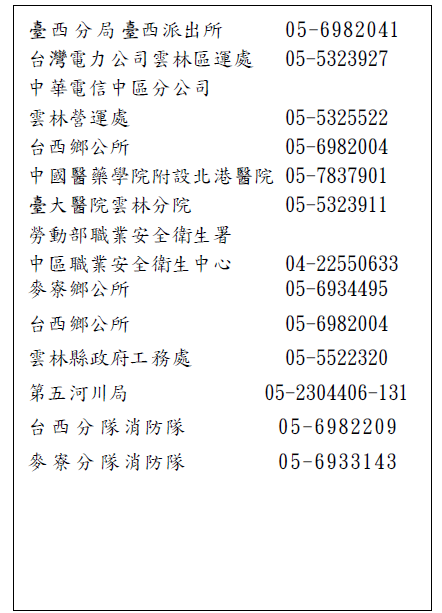 臺西分局臺西派出所 05-6982041
台灣電力公司雲林區運處 05-5323927
中華電信中區分公司
雲林營運處 05-5325522
台西鄉公所 05-6982004
中國醫藥學院附設北港醫院 05-7837901
臺大醫院雲林分院 05-5323911
勞動部職業安全衛生署
中區職業安全衛生中心 04-22550633
麥寮鄉公所 05-6934495
台西鄉公所 05-6982004
雲林縣政府工務處 05-5522320
第五河川局 05-2304406-131
台西分隊消防隊 05-6982209
麥寮分隊消防隊 05-6933143